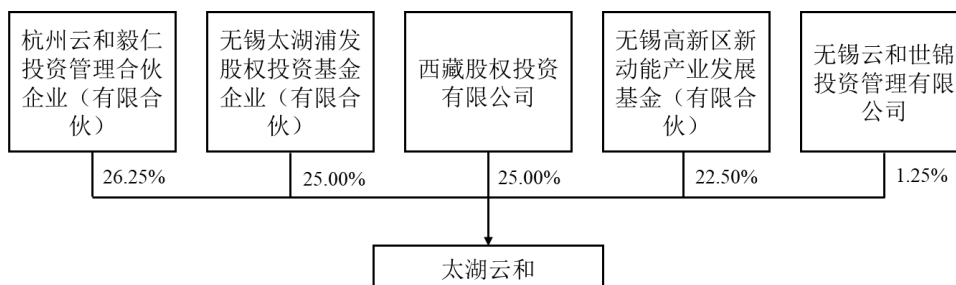 杭州云和毅仁
投资管理合伙
企业（有限合
伙）
无锡太湖浦发
股权投资基金
企业（有限合
伙）
西藏股权投资
有限公司
无锡高新区新
动能产业发展
基金（有限合
伙）
无锡云和世锦
投资管理有限
公司
26.25%
25.00%
25.00%
22.50%
1.25%
太湖云和